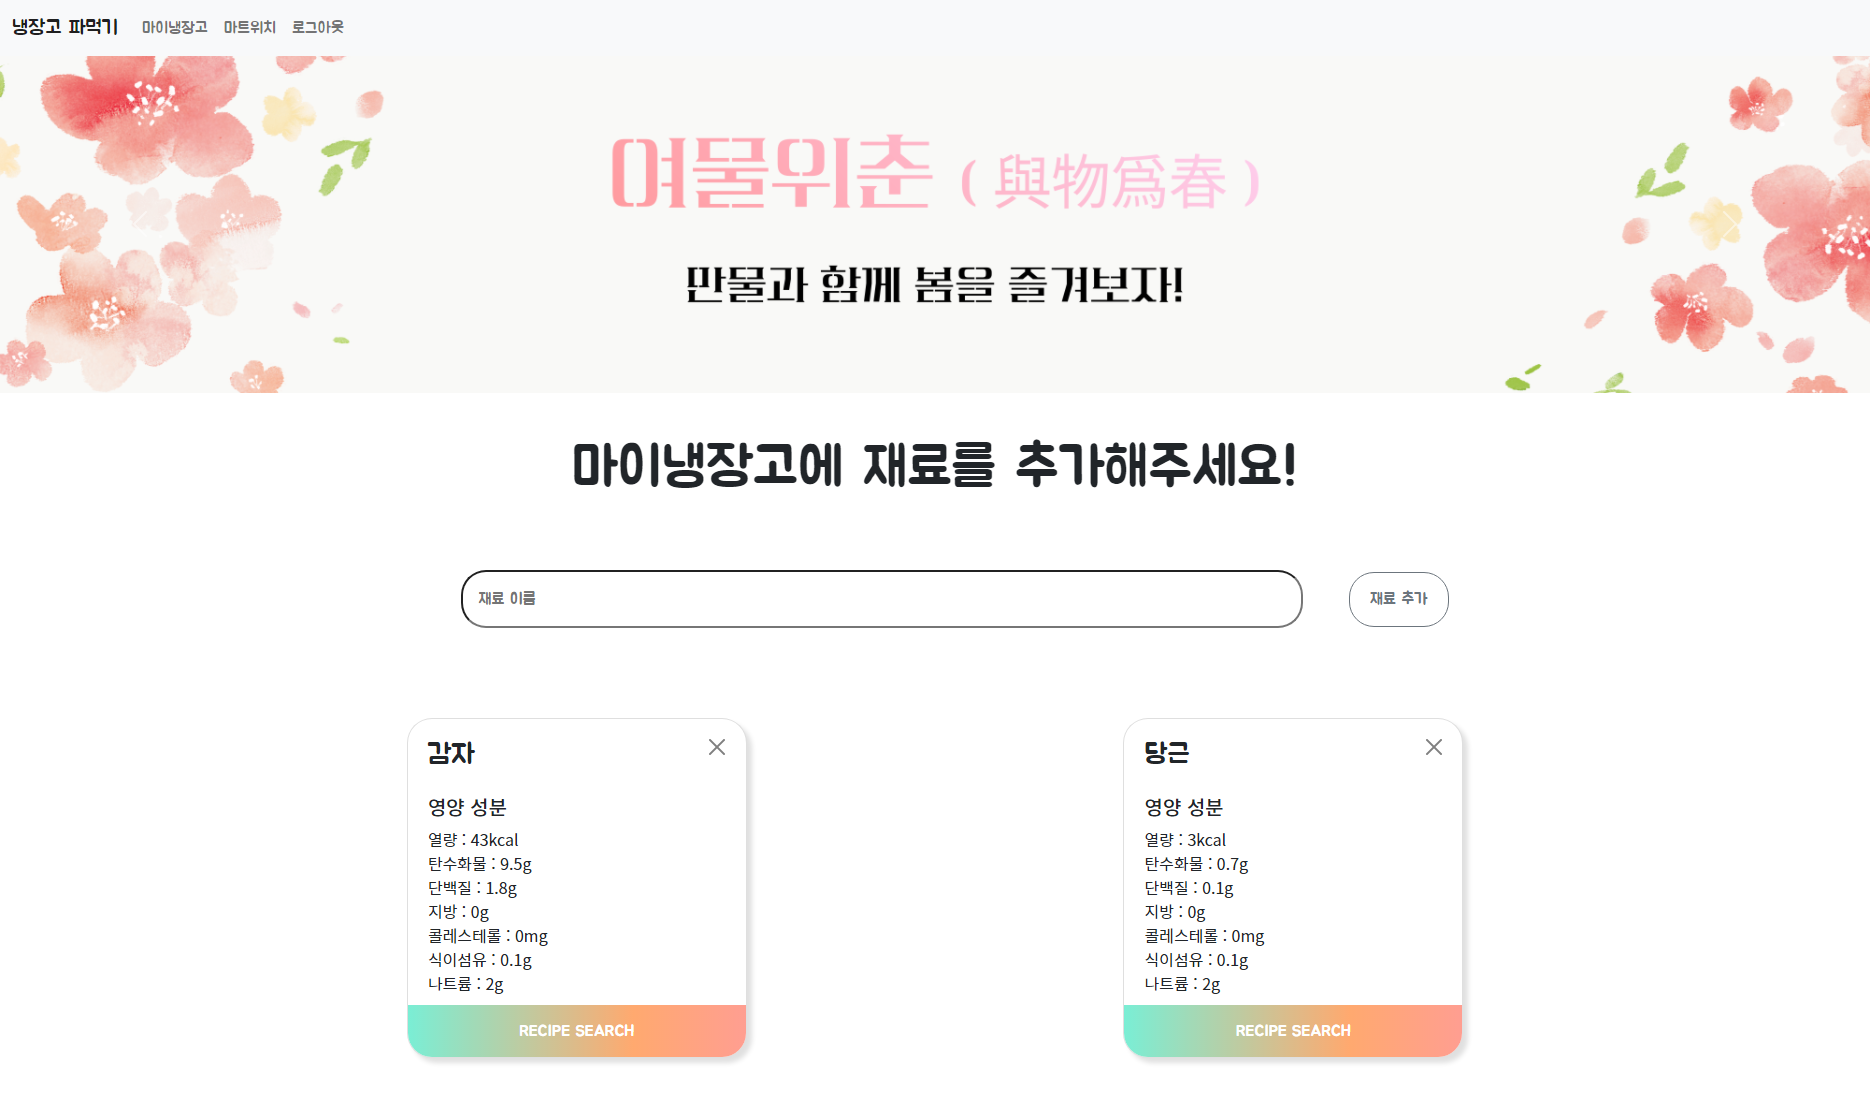 냉장고 파먹기 마이냉장고 마트위치 로그아웃
여물위춘 ( 與物爲春 )
만물과 함께 봄을 즐겨보자!
마이냉장고에 재료를 추가해주세요!
재료 이름
재료 추가
감자
영양 성분
열량 : 43kcal
탄수화물 : 9.5g
단백질 : 1.8g
지방 : 0g
콜레스테롤 : 0mg
식이섬유 : 0.1g
나트륨 : 2g
RECIPE SEARCH
당근
영양 성분
열량 : 3kcal
탄수화물 : 0.7g
단백질 : 0.1g
지방 : 0g
콜레스테롤 : 0mg
식이섬유 : 0.1g
나트륨 : 2g
RECIPE SEARCH